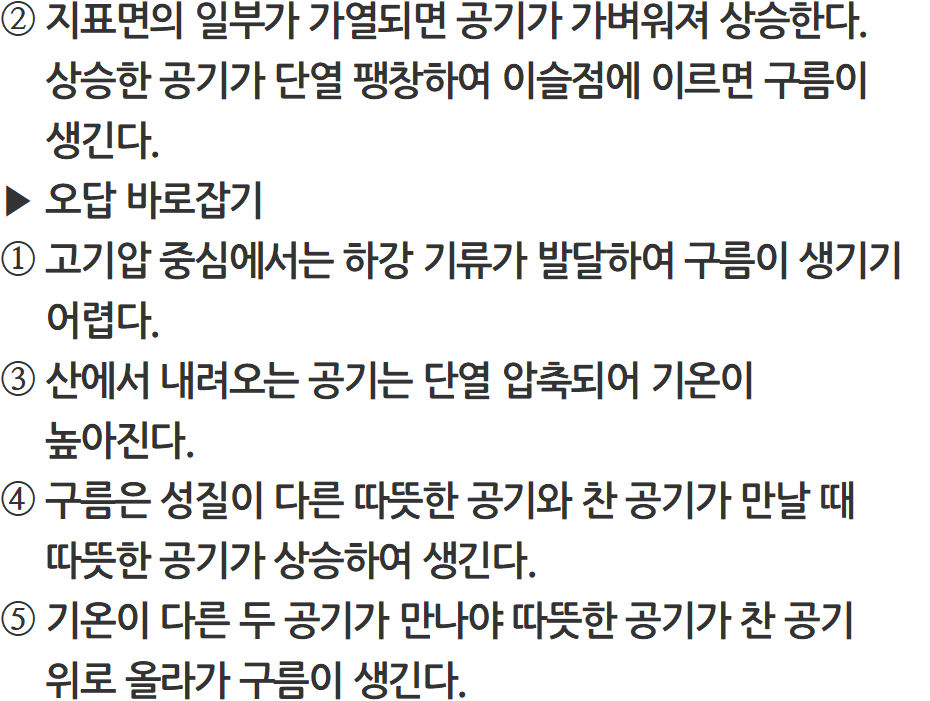 ② 지표면의 일부가 가열되면 공기가 가벼워져 상승한다.
상승한 공기가 단열 팽창하여 이슬점에 이르면 구름이
생긴다.
▶ 오답 바로잡기
① 고기압 중심에서는 하강 기류가 발달하여 구름이 생기기
어렵다.
③ 산에서 내려오는 공기는 단열 압축되어 기온이
높아진다.
④ 구름은 성질이 다른 따뜻한 공기와 찬 공기가 만날 때
따뜻한 공기가 상승하여 생긴다.
⑤ 기온이 다른 두 공기가 만나야 따뜻한 공기가 찬 공기
위로 올라가 구름이 생긴다.